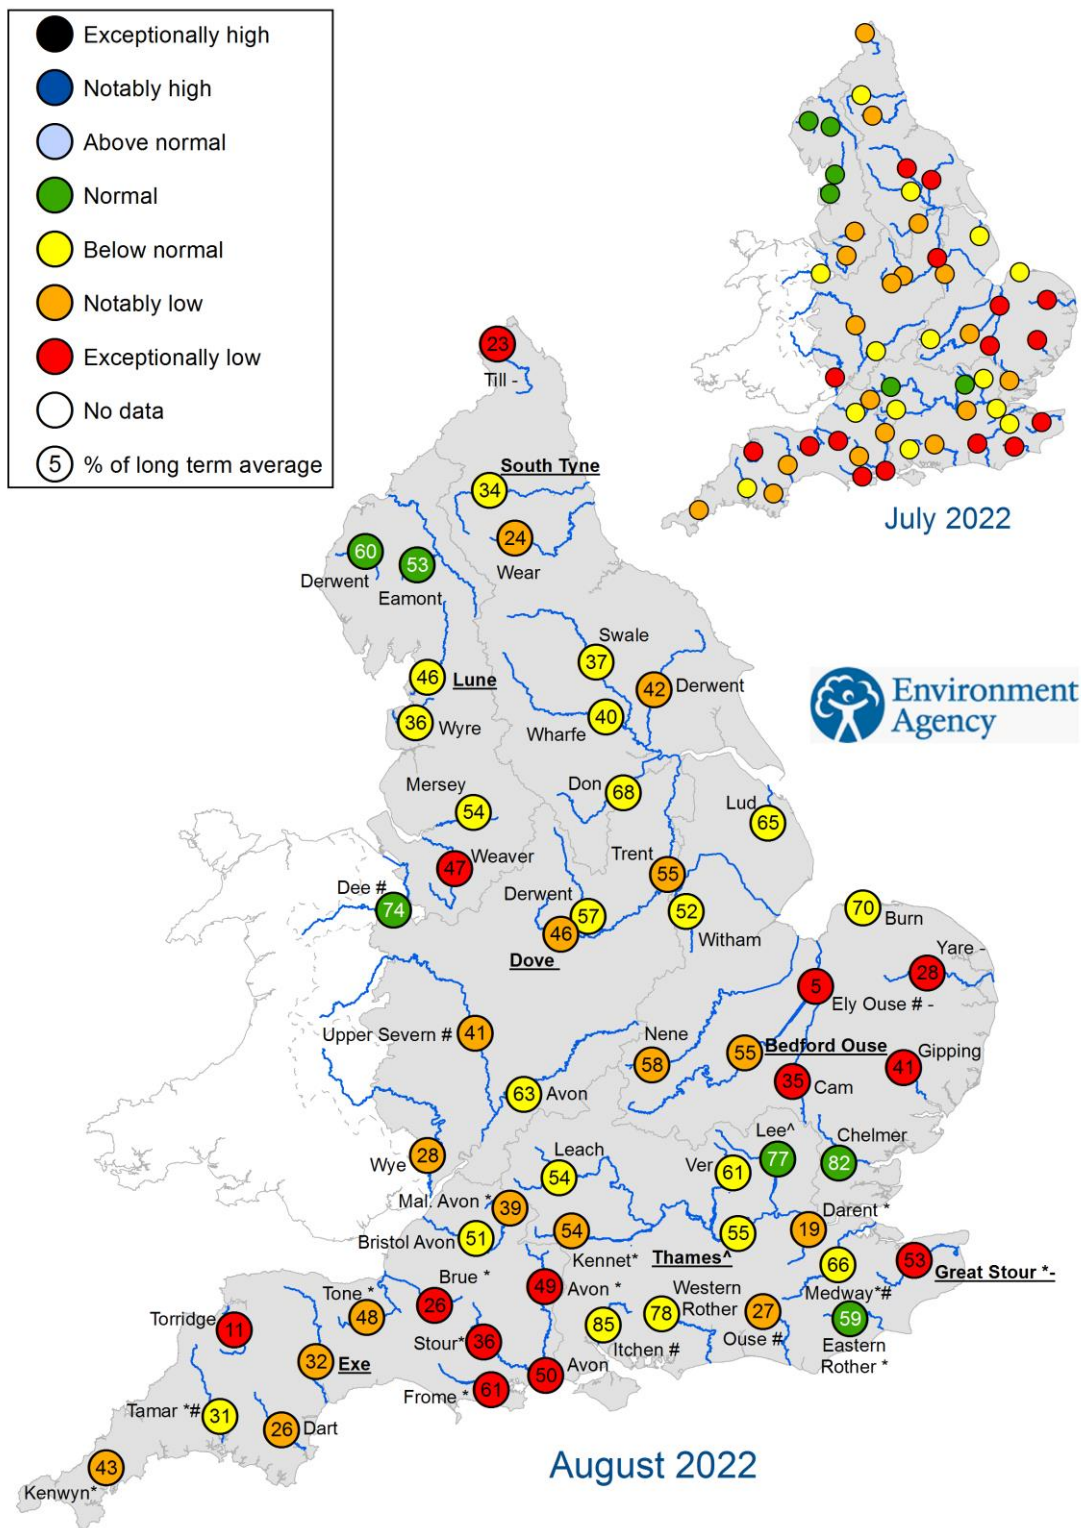 Exceptionally high
Notably high
Above normal
Normal
Below normal
Notably low
Exceptionally low
No data
5 % of long term average
July 2022
23
Till -
South Tyne
34
24
Wear
60
Derwent
53
Eamont
Swale
37
42 Derwent
46 Lune
36 Wyre
40
Wharfe
Environment
Agency
Mersey
54
Don 68
Lud
65
47 Weaver
Trent
55
Dee #
74
Derwent
57
46
Dove
52
Witham
70
Burn
Yare -
28
5
Ely Ouse # -
Upper Severn # 41
Nene
58
55 Bedford Ouse
Gipping
41
35 Cam
63 Avon
Wye 28
Leach
54
Ver 61
Lee^
77
Chelmer
82
Mal. Avon * 39
Bristol Avon 51
54
Kennet*
55
Thames^
Darent *
19
66
Medway*#
53
Great Stour *-
Brue *
26
49
Avon *
Tone *
48
Torridge
11
Stour* 36
85
Itchen #
Western
Rother
78
27
Ouse #
59
Eastern
Rother *
32 Exe
50
Avon
Frome * 61
Tamar *# 31
26 Dart
43
Kenwyn*
August 2022